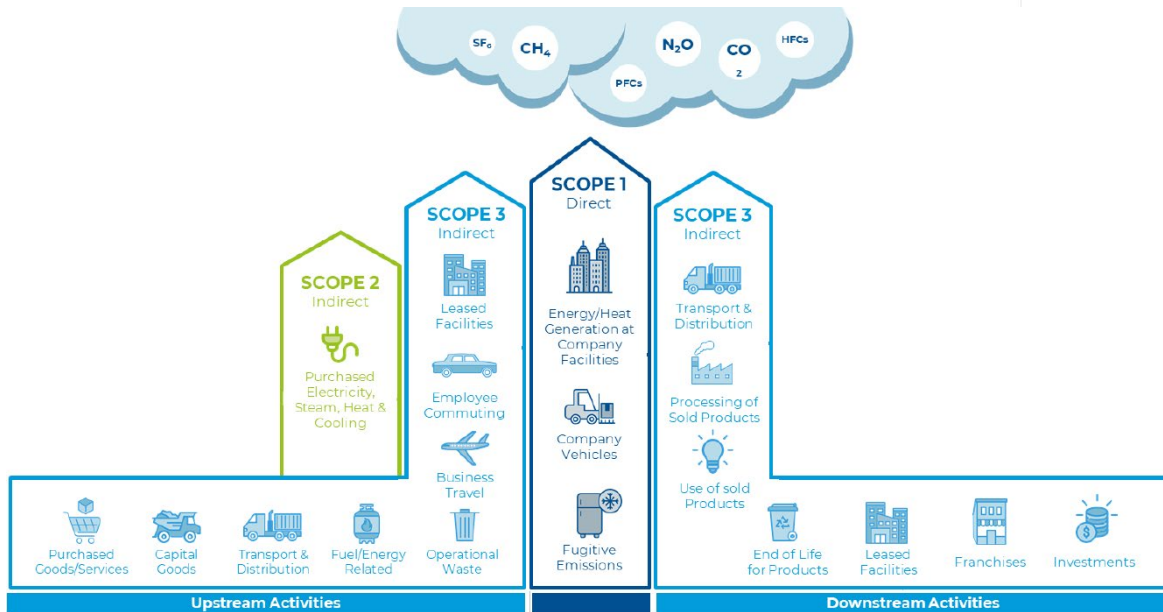 SF₆
CH₄
N₂O
CO
2
HFCs
PFCs
SCOPE 2
Indirect
Purchased
Electricity,
Steam, Heat &
Cooling
SCOPE 3
Indirect
Leased
Facilities
Employee
Commuting
Business
Travel
Purchased
Goods/Services
Capital
Goods
Transport &
Distribution
Fuel/Energy
Related
Operational
Waste
Upstream Activities
SCOPE 1
Direct
Energy/Heat
Generation at
Company
Facilities
Company
Vehicles
Fugitive
Emissions
SCOPE 3
Indirect
Transport &
Distribution
Processing of
Sold Products
Use of sold
Products
End of Life
for Products
Leased
Facilities
Franchises
Investments
Downstream Activities